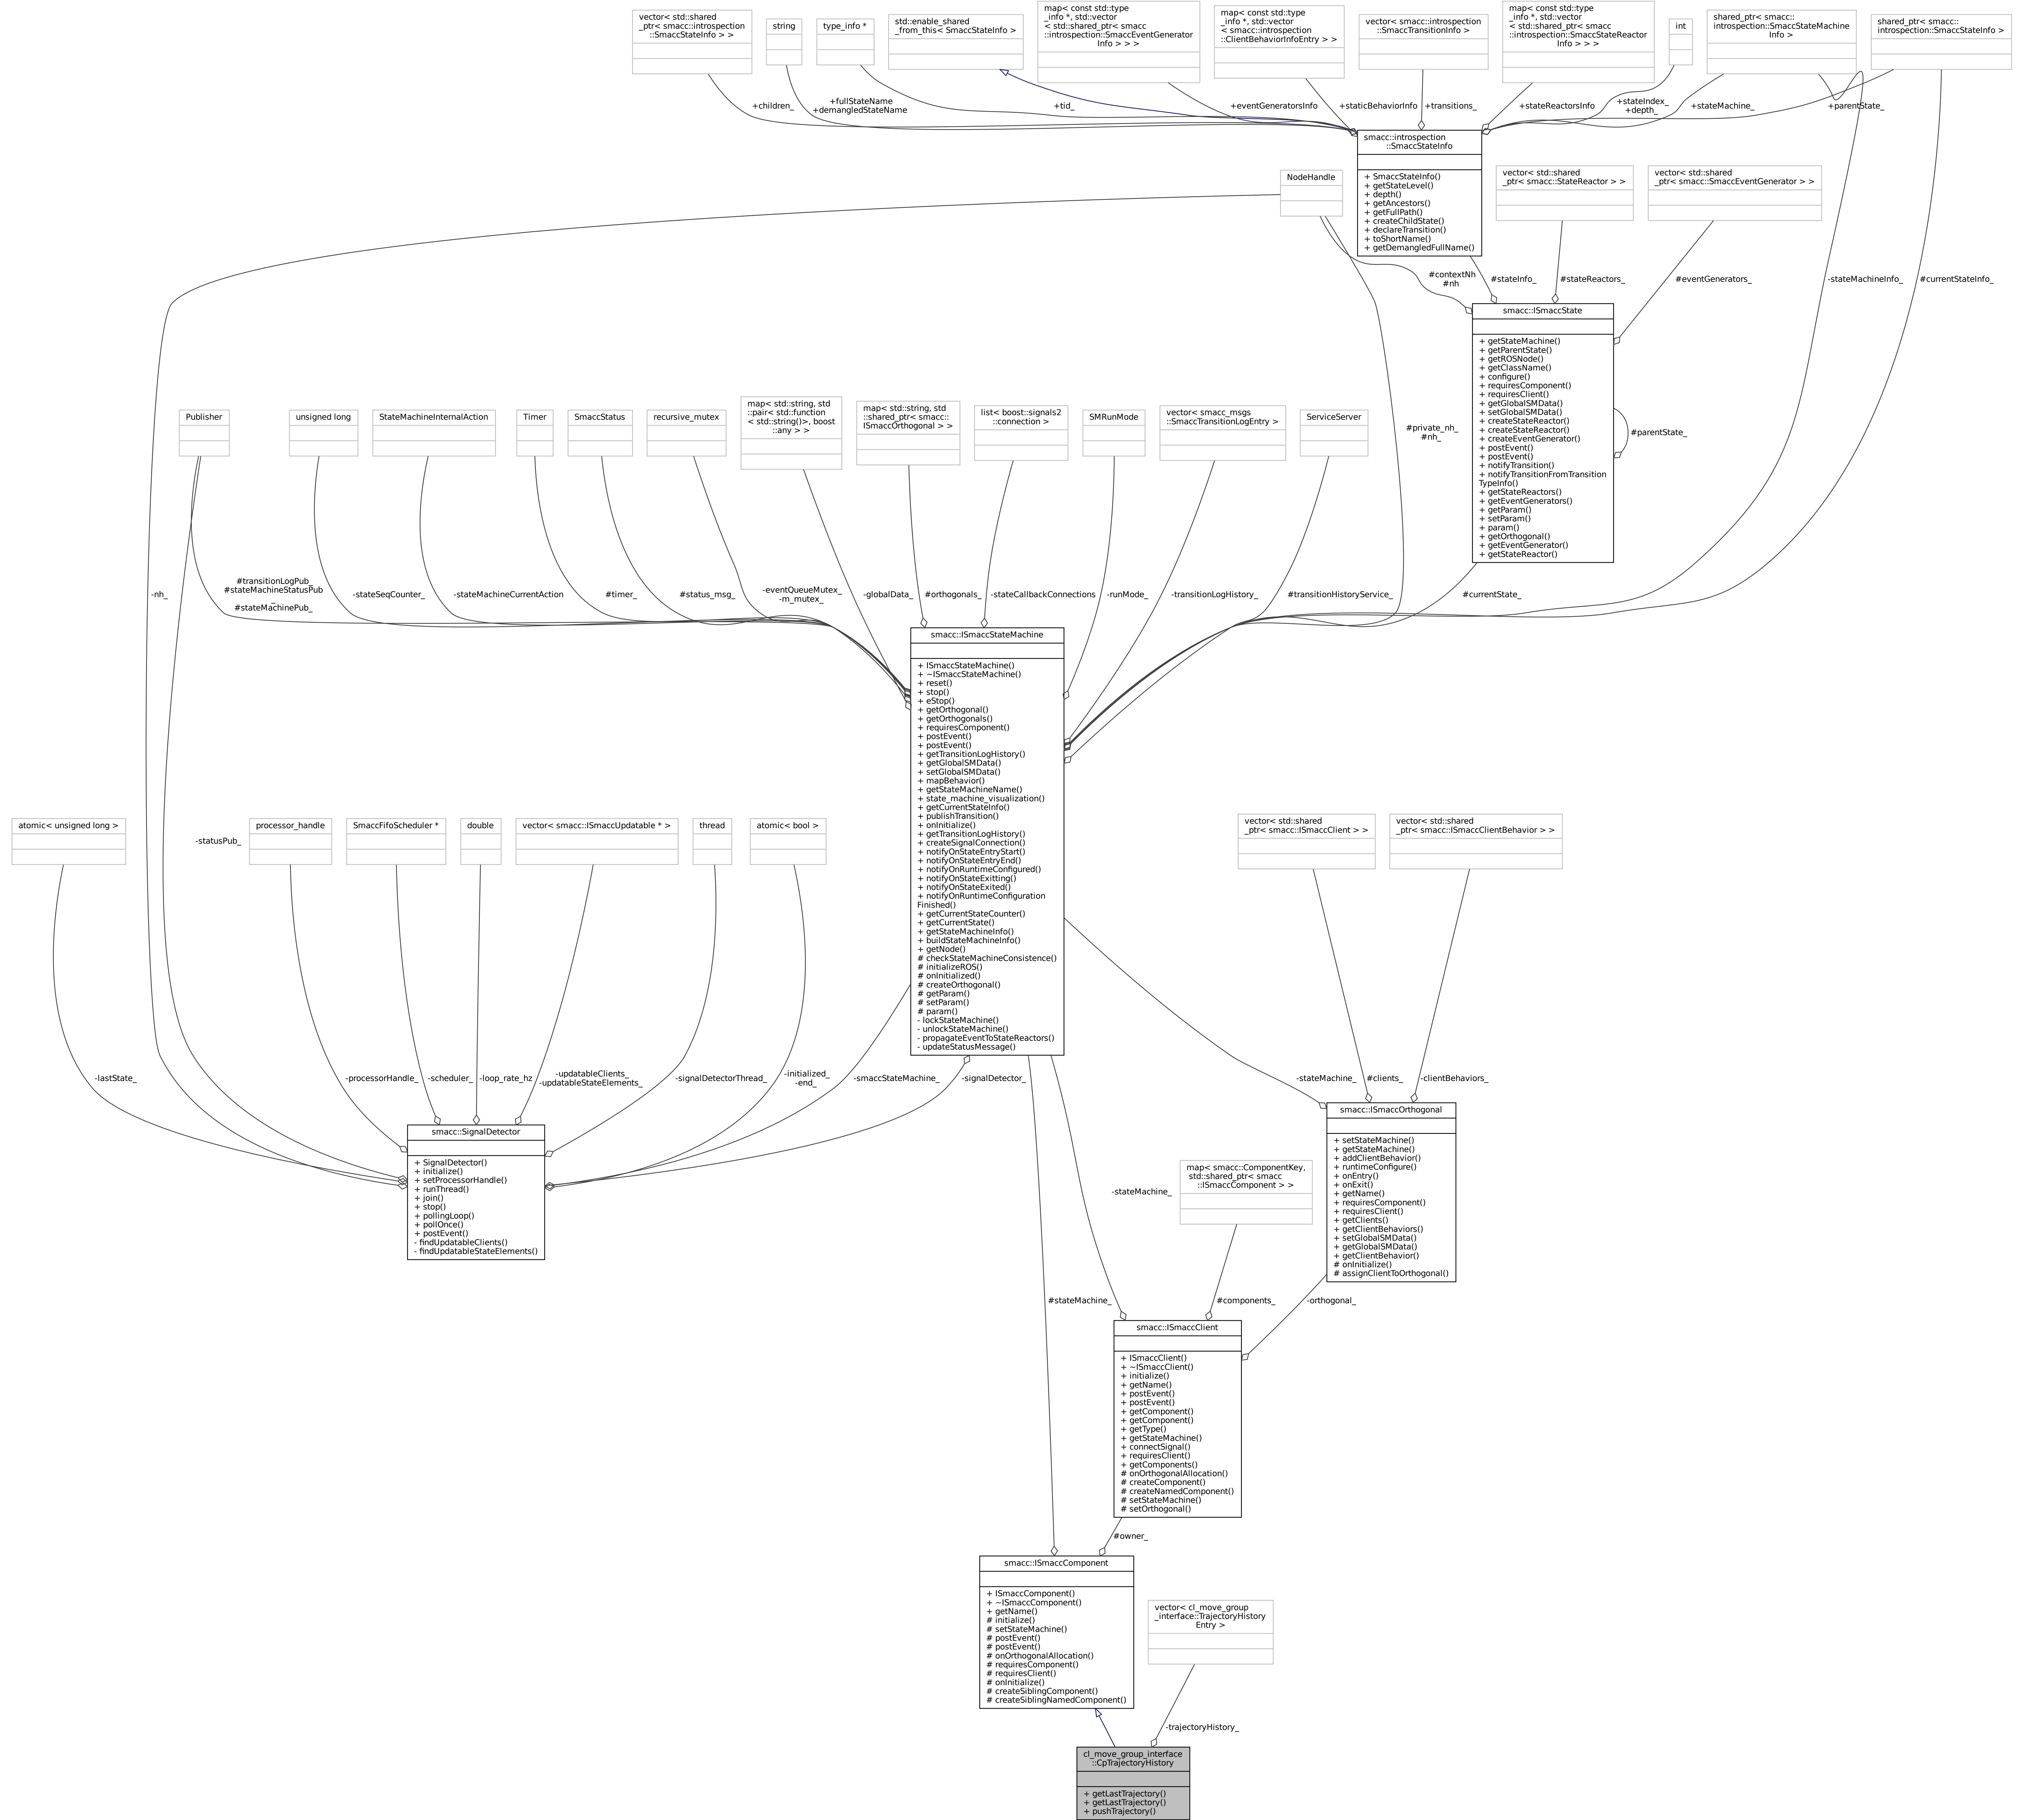 vector< std::shared
_ptr< smacc::introspection
::SmaccStateInfo > >
string
type_info *
std::enable_shared
_from_this< SmaccStateInfo >
map< const std::type
_info *, std::vector
< std::shared_ptr< smacc
::introspection::SmaccEventGenerator
Info > > >
map< const std::type
_info *, std::vector
< smacc::introspection
::ClientBehaviorInfoEntry > >
vector< smacc::introspection
::SmaccTransitionInfo >
map< const std::type
_info *, std::vector
< std::shared_ptr< smacc
::introspection::SmaccStateReactor
Info > > >
int
shared_ptr< smacc::
introspection::SmaccStateMachine
Info >
shared_ptr< smacc::
introspection::SmaccStateInfo >
+children_
+fullStateName
+demangledStateName
+tid_
+eventGeneratorsInfo
+staticBehaviorInfo
+transitions_
+stateReactorsInfo
+stateIndex_
+depth_
+stateMachine_
+parentState_
smacc::introspection
::SmaccStateInfo
+ SmaccStateInfo()
+ getStateLevel()
+ depth()
+ getAncestors()
+ getFullPath()
+ createChildState()
+ declareTransition()
+ toShortName()
+ getDemangledFullName()
NodeHandle
vector< std::shared
_ptr< smacc::StateReactor > >
vector< std::shared
_ptr< smacc::SmaccEventGenerator > >
#contextNh
#nh
#stateInfo_
#stateReactors_
#eventGenerators_
-stateMachineInfo_
#currentStateInfo_
smacc::ISmaccState
+ getStateMachine()
+ getParentState()
+ getROSNode()
+ getClassName()
+ configure()
+ requiresComponent()
+ requiresClient()
+ getGlobalSMData()
+ setGlobalSMData()
+ createStateReactor()
+ createStateReactor()
+ createEventGenerator()
+ postEvent()
+ postEvent()
+ notifyTransition()
+ notifyTransitionFromTransition
TypeInfo()
+ getStateReactors()
+ getEventGenerators()
+ getParam()
+ setParam()
+ param()
+ getOrthogonal()
+ getEventGenerator()
+ getStateReactor()
#parentState_
#private_nh_
#nh_
Publisher
unsigned long
StateMachineInternalAction
Timer
SmaccStatus
recursive_mutex
map< std::string, std
::pair< std::function
< std::string()>, boost
::any > >
map< std::string, std
::shared_ptr< smacc::
ISmaccOrthogonal > >
list< boost::signals2
::connection >
SMRunMode
vector< smacc_msgs
::SmaccTransitionLogEntry >
ServiceServer
-nh_
#transitionLogPub_
#stateMachineStatusPub
_
#stateMachinePub_
-stateSeqCounter_
-stateMachineCurrentAction
#timer_
#status_msg_
-eventQueueMutex_
-m_mutex_
-globalData_
#orthogonals_
-stateCallbackConnections
-runMode_
-transitionLogHistory_
#transitionHistoryService_
#currentState_
smacc::ISmaccStateMachine
+ ISmaccStateMachine()
+ ~ISmaccStateMachine()
+ reset()
+ stop()
+ eStop()
+ getOrthogonal()
+ getOrthogonals()
+ requiresComponent()
+ postEvent()
+ postEvent()
+ getTransitionLogHistory()
+ getGlobalSMData()
+ setGlobalSMData()
+ mapBehavior()
+ getStateMachineName()
+ state_machine_visualization()
+ getCurrentStateInfo()
+ publishTransition()
+ onInitialize()
+ getTransitionLogHistory()
+ createSignalConnection()
+ notifyOnStateEntryStart()
+ notifyOnStateEntryEnd()
+ notifyOnRuntimeConfigured()
+ notifyOnStateExitting()
+ notifyOnStateExited()
+ notifyOnRuntimeConfiguration
Finished()
+ getCurrentStateCounter()
+ getCurrentState()
+ getStateMachineInfo()
+ buildStateMachineInfo()
+ getNode()
# checkStateMachineConsistence()
# initializeROS()
# onInitialized()
# createOrthogonal()
# getParam()
# setParam()
# param()
- lockStateMachine()
- unlockStateMachine()
- propagateEventToStateReactors()
- updateStatusMessage()
atomic< unsigned long >
-statusPub_
processor_handle
SmaccFifoScheduler *
double
vector< smacc::ISmaccUpdatable * >
thread
atomic< bool >
vector< std::shared
_ptr< smacc::ISmaccClient > >
vector< std::shared
_ptr< smacc::ISmaccClientBehavior > >
-lastState_
-processorHandle_
-scheduler_
-loop_rate_hz
-updatableClients_
-updatableStateElements_
-signalDetectorThread_
-initialized_
-end_
-smaccStateMachine_
-signalDetector_
-stateMachine_
#clients_
-clientBehaviors_
smacc::SignalDetector
+ SignalDetector()
+ initialize()
+ setProcessorHandle()
+ runThread()
+ join()
+ stop()
+ pollingLoop()
+ pollOnce()
+ postEvent()
- findUpdatableClients()
- findUpdatableStateElements()
smacc::ISmaccOrthogonal
+ setStateMachine()
+ getStateMachine()
+ addClientBehavior()
+ runtimeConfigure()
+ onEntry()
+ onExit()
+ getName()
+ requiresComponent()
+ requiresClient()
+ getClients()
+ getClientBehaviors()
+ setGlobalSMData()
+ getGlobalSMData()
+ getClientBehavior()
# onInitialize()
# assignClientToOrthogonal()
map< smacc::ComponentKey,
std::shared_ptr< smacc
::ISmaccComponent > >
-stateMachine_
#stateMachine_
#components_
-orthogonal_
smacc::ISmaccClient
+ ISmaccClient()
+ ~ISmaccClient()
+ initialize()
+ getName()
+ postEvent()
+ postEvent()
+ getComponent()
+ getComponent()
+ getType()
+ getStateMachine()
+ connectSignal()
+ requiresClient()
+ getComponents()
# onOrthogonalAllocation()
# createComponent()
# createNamedComponent()
# setStateMachine()
# setOrthogonal()
#owner_
smacc::ISmaccComponent
+ ISmaccComponent()
+ ~ISmaccComponent()
+ getName()
# initialize()
# setStateMachine()
# postEvent()
# postEvent()
# onOrthogonalAllocation()
# requiresComponent()
# requiresClient()
# onInitialize()
# createSiblingComponent()
# createSiblingNamedComponent()
vector< cl_move_group
_interface::TrajectoryHistory
Entry >
-trajectoryHistory_
cl_move_group_interface
::CpTrajectoryHistory
+ getLastTrajectory()
+ getLastTrajectory()
+ pushTrajectory()